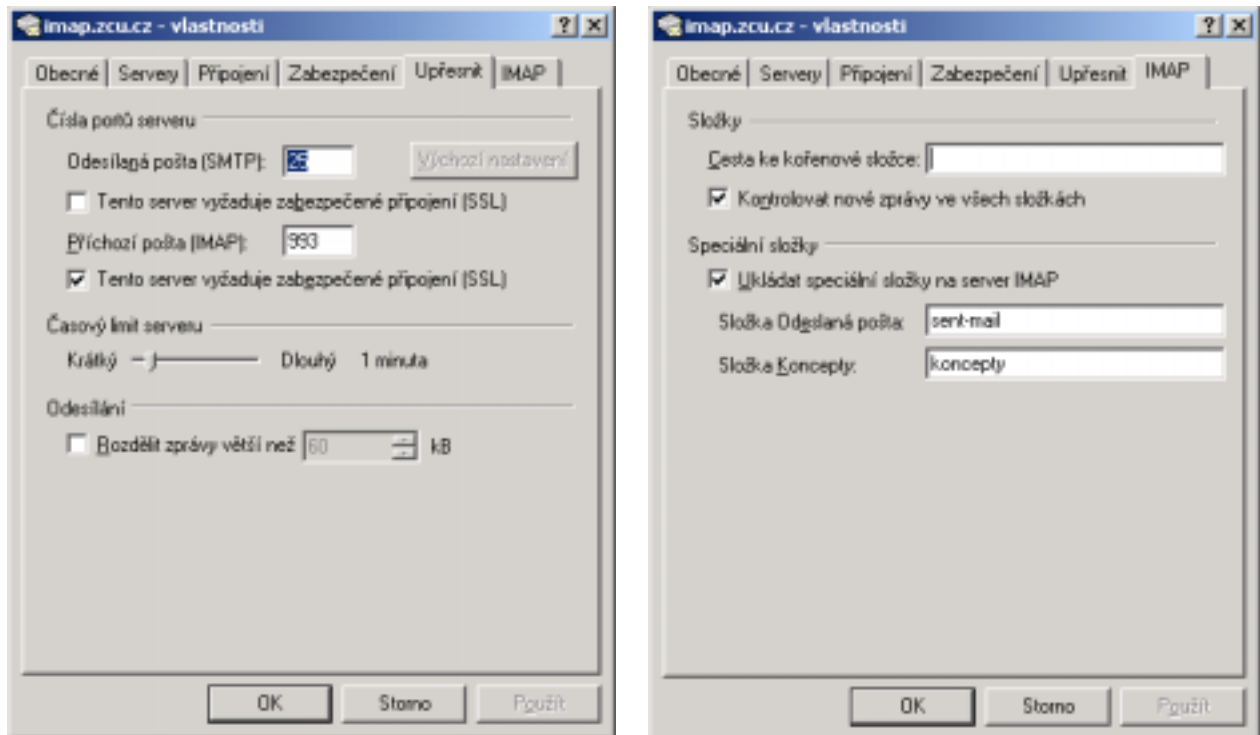 imap.zcu.cz - vlastnosti
Obecné Servery Připojení Zabezpečení Upřesnit IMAP
Čísla portů serveru
Odesílaná pošta (SMTP): 25 Výchozí nastavení
Tento server vyžaduje zabezpečené připojení (SSL)
Příchozí pošta (IMAP): 993
Tento server vyžaduje zabezpečené připojení (SSL)
Časový limit serveru
Krátký Dlouhý 1 minuta
Odesílání
Rozdělit zprávy větší než 60 kB
OK Storno Použít
imap.zcu.cz - vlastnosti
Obecné Servery Připojení Zabezpečení Upřesnit IMAP
Složky
Cesta ke kořenové složce:
Kontrolovat nové zprávy ve všech složkách
Speciální složky
Ukládat speciální složky na server IMAP
Složka Odeslaná pošta: sent-mail
Složka Koncepty: koncepty
OK Storno Použít